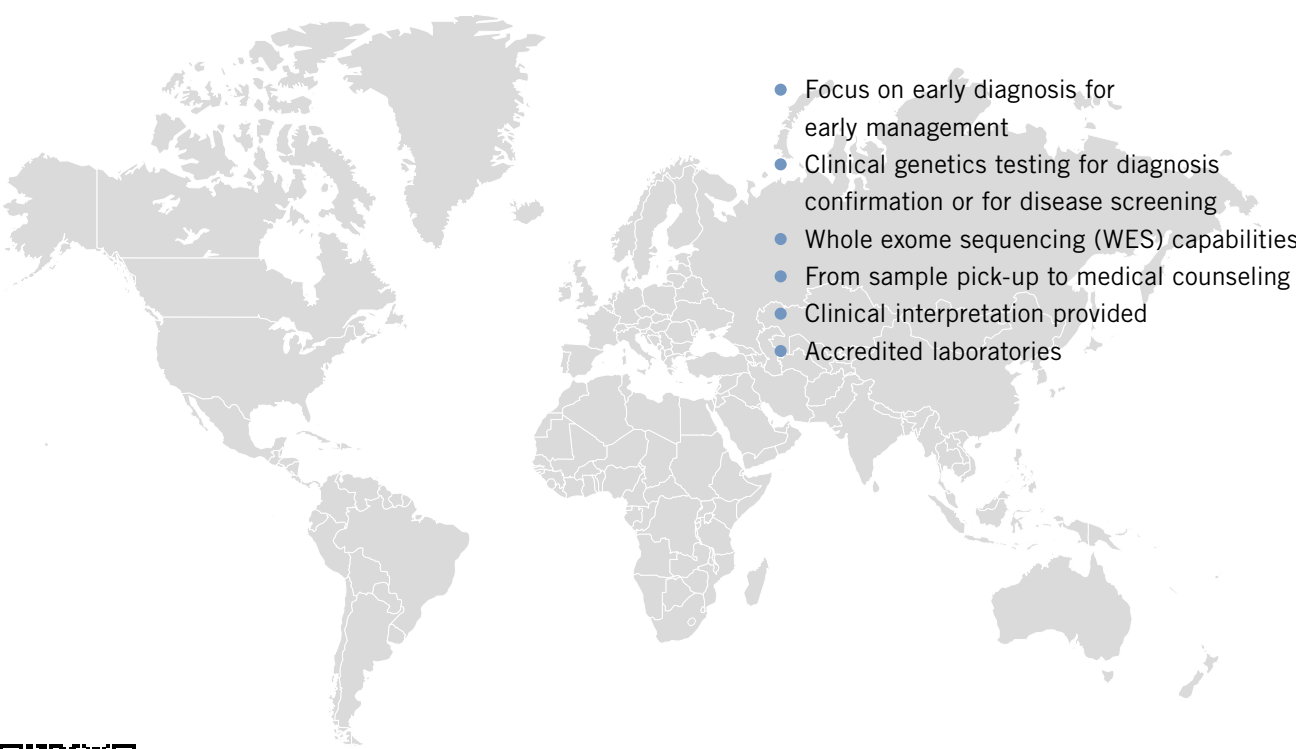 • Focus on early diagnosis for
early management
• Clinical genetics testing for diagnosis
confirmation or for disease screening
• Whole exome sequencing (WES) capabilities
• From sample pick-up to medical counseling
• Clinical interpretation provided
• Accredited laboratories